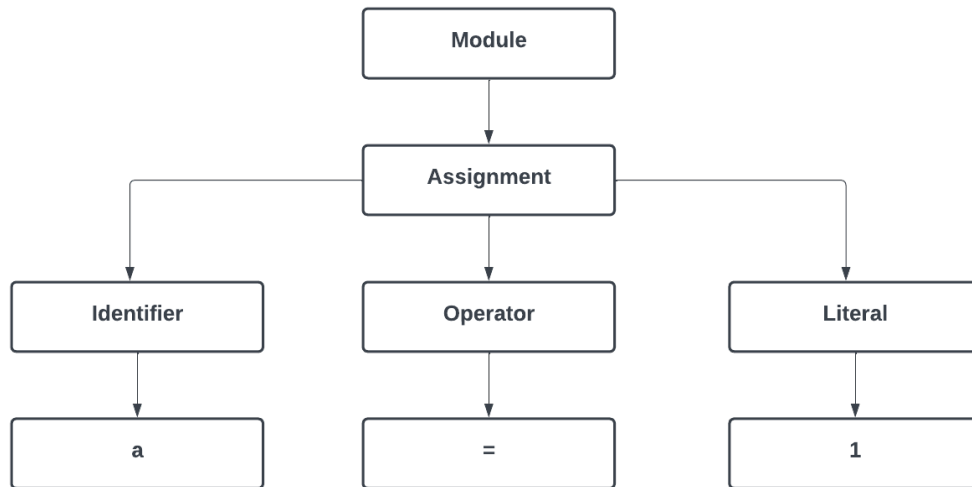 Module
Assignment
Identifier
Operator
Literal
a
=
1